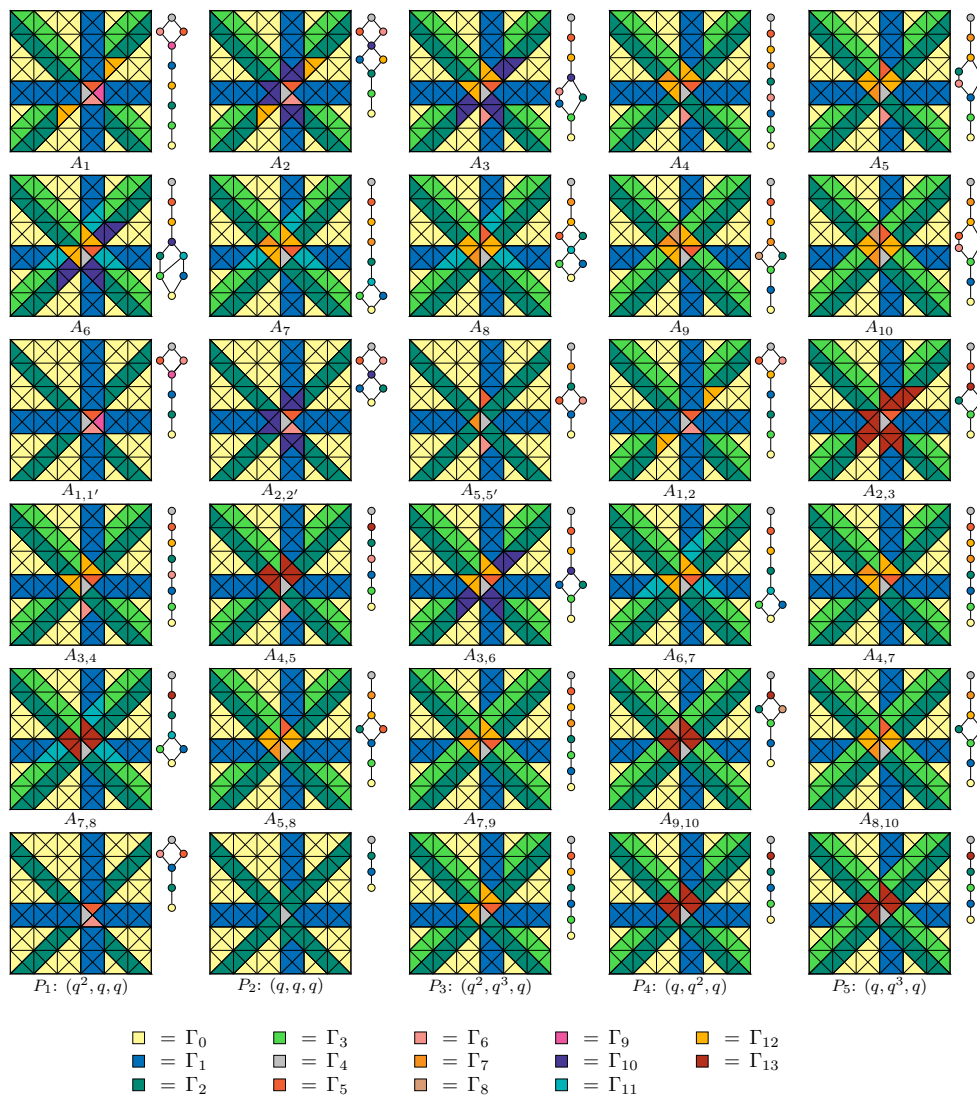 A₁ A₂ A₃ A₄ A₅
A₆ A₇ A₈ A₉ A₁₀
A₁,₁′ A₂,₂′ A₅,₅′ A₁,₂ A₂,₃
A₃,₄ A₄,₅ A₃,₆ A₆,₇ A₄,₇
A₇,₈ A₅,₈ A₇,₉ A₉,₁₀ A₈,₁₀
P₁: (q², q, q) P₂: (q, q, q) P₃: (q², q³, q) P₄: (q, q², q) P₅: (q, q³, q)
= Γ₀ = Γ₃ = Γ₆ = Γ₉ = Γ₁₂
= Γ₁ = Γ₄ = Γ₇ = Γ₁₀ = Γ₁₃
= Γ₂ = Γ₅ = Γ₈ = Γ₁₁